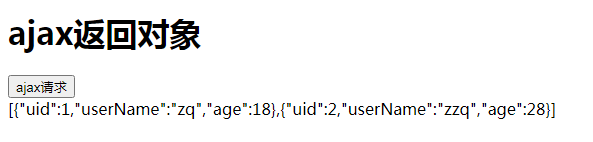 ajax返回对象
ajax请求
[{"uid":1,"userName":"zq","age":18},{"uid":2,"userName":"zzq","age":28}]